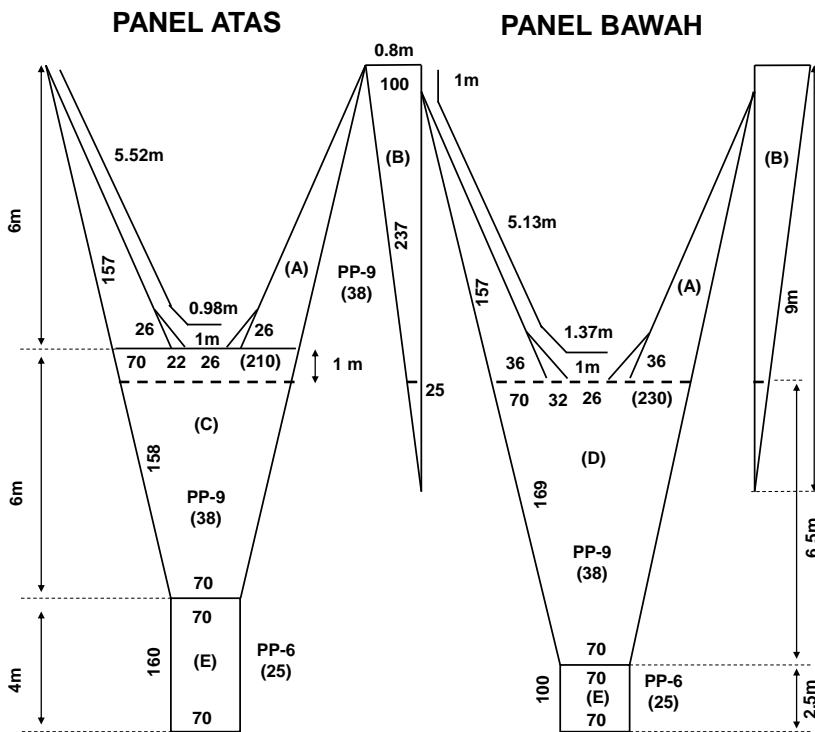 PANEL ATAS
PANEL BAWAH
0.8m
100
1m
5.52m
(B)
(B)
6m
5.13m
237
157
(A)
PP-9
(38)
157
(A)
9m
0.98m
26
1m
26
1.37m
36
1m
36
70 22 26 (210)
1 m
25
70 32 26 (230)
(C)
158
6m
PP-9
(38)
(D)
169
PP-9
(38)
6.5m
70
70
160
(E)
PP-6
(25)
4m
70
70
100
70
(E)
70
PP-6
(25)
2.5m